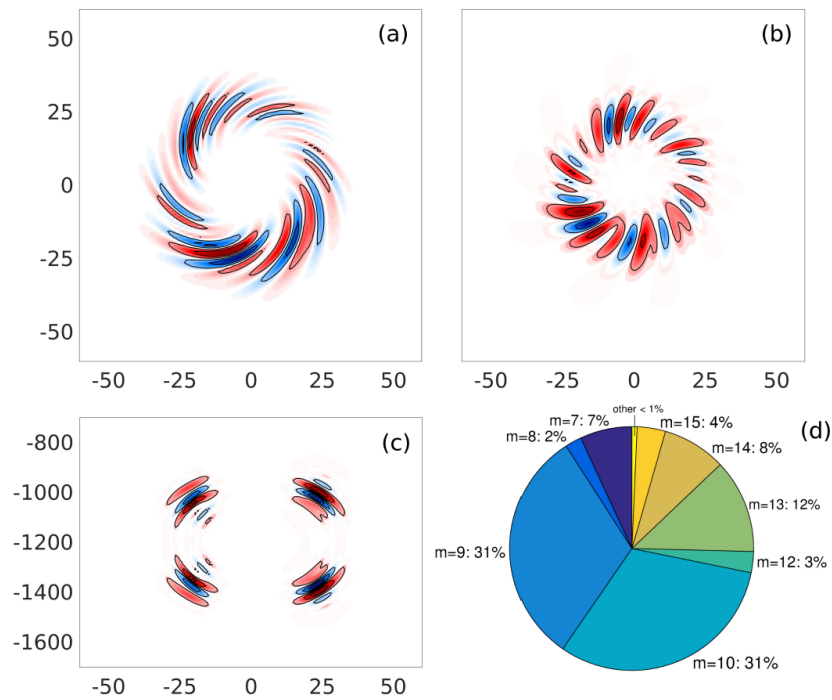 (a)
(b)
50
25
0
-25
-50
-50 -25 0 25 50
-50 -25 0 25 50
(c)
-800
-1000
-1200
-1400
-1600
-50 -25 0 25 50
(d)
other < 1%
m=7: 7%
m=15: 4%
m=8: 2%
m=14: 8%
m=13: 12%
m=9: 31%
m=12: 3%
m=10: 31%